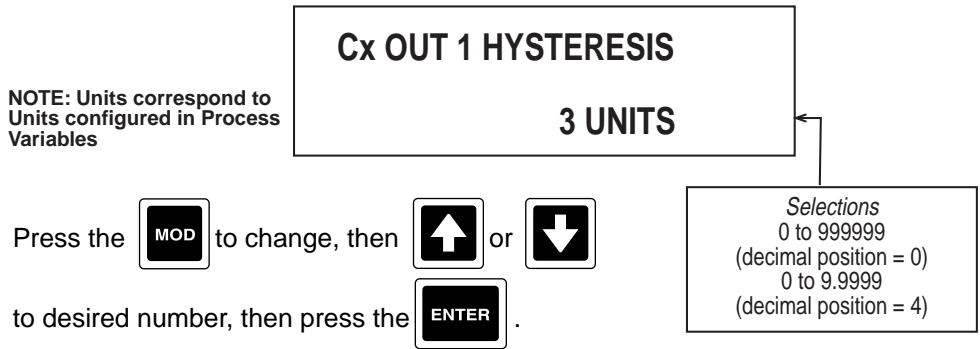 Cx OUT 1 HYSTERESIS
3 UNITS
NOTE: Units correspond to
Units configured in Process
Variables
Press the MOD to change, then or
to desired number, then press the ENTER .
Selections
0 to 999999
(decimal position = 0)
0 to 9.9999
(decimal position = 4)